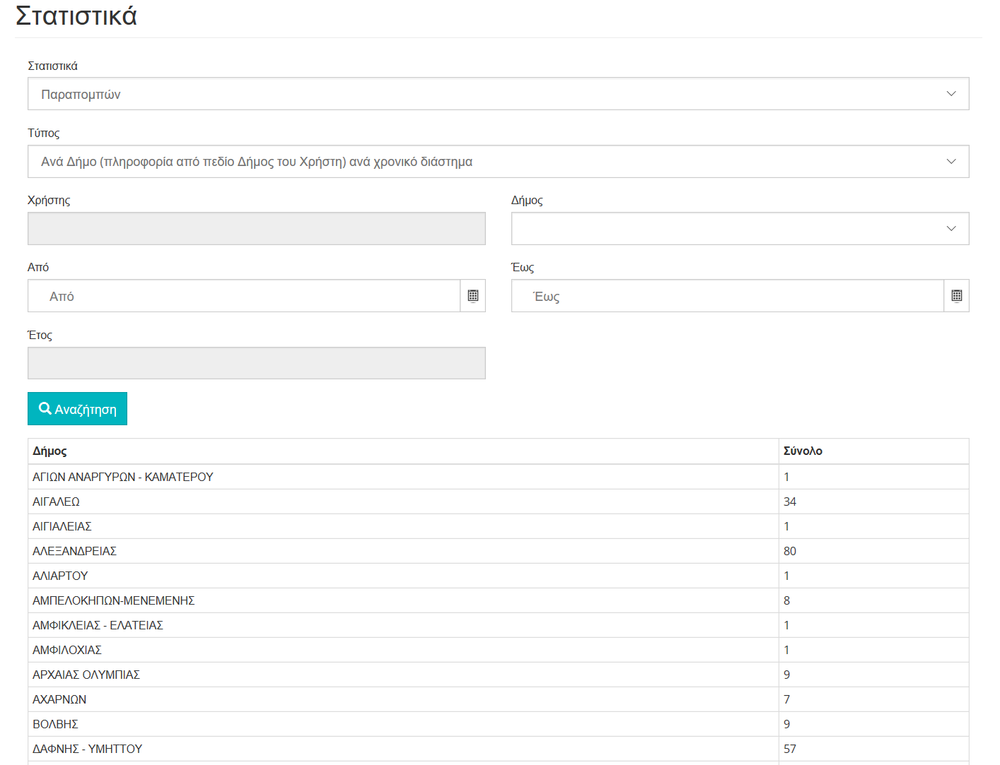 Στατιστικά
Στατιστικά
Παραπομπών
Τύπος
Ανά Δήμο (πληροφορία από πεδίο Δήμος του Χρήστη) ανά χρονικό διάστημα
Χρήστης Δήμος
Από Έως
Από Έως
Έτος
Αναζήτηση
Δήμος Σύνολο
ΑΓΙΩΝ ΑΝΑΡΓΥΡΩΝ - ΚΑΜΑΤΕΡΟΥ 1
ΑΙΓΑΛΕΩ 34
ΑΙΓΙΑΛΕΙΑΣ 1
ΑΛΕΞΑΝΔΡΕΙΑΣ 80
ΑΛΙΑΡΤΟΥ 1
ΑΜΠΕΛΟΚΗΠΩΝ-ΜΕΝΕΜΕΝΗΣ 8
ΑΜΦΙΚΛΕΙΑΣ - ΕΛΑΤΕΙΑΣ 1
ΑΜΦΙΛΟΧΙΑΣ 1
ΑΡΧΑΙΑΣ ΟΛΥΜΠΙΑΣ 9
ΑΧΑΡΝΩΝ 7
ΒΟΛΒΗΣ 9
ΔΑΦΝΗΣ - ΥΜΗΤΤΟΥ 57